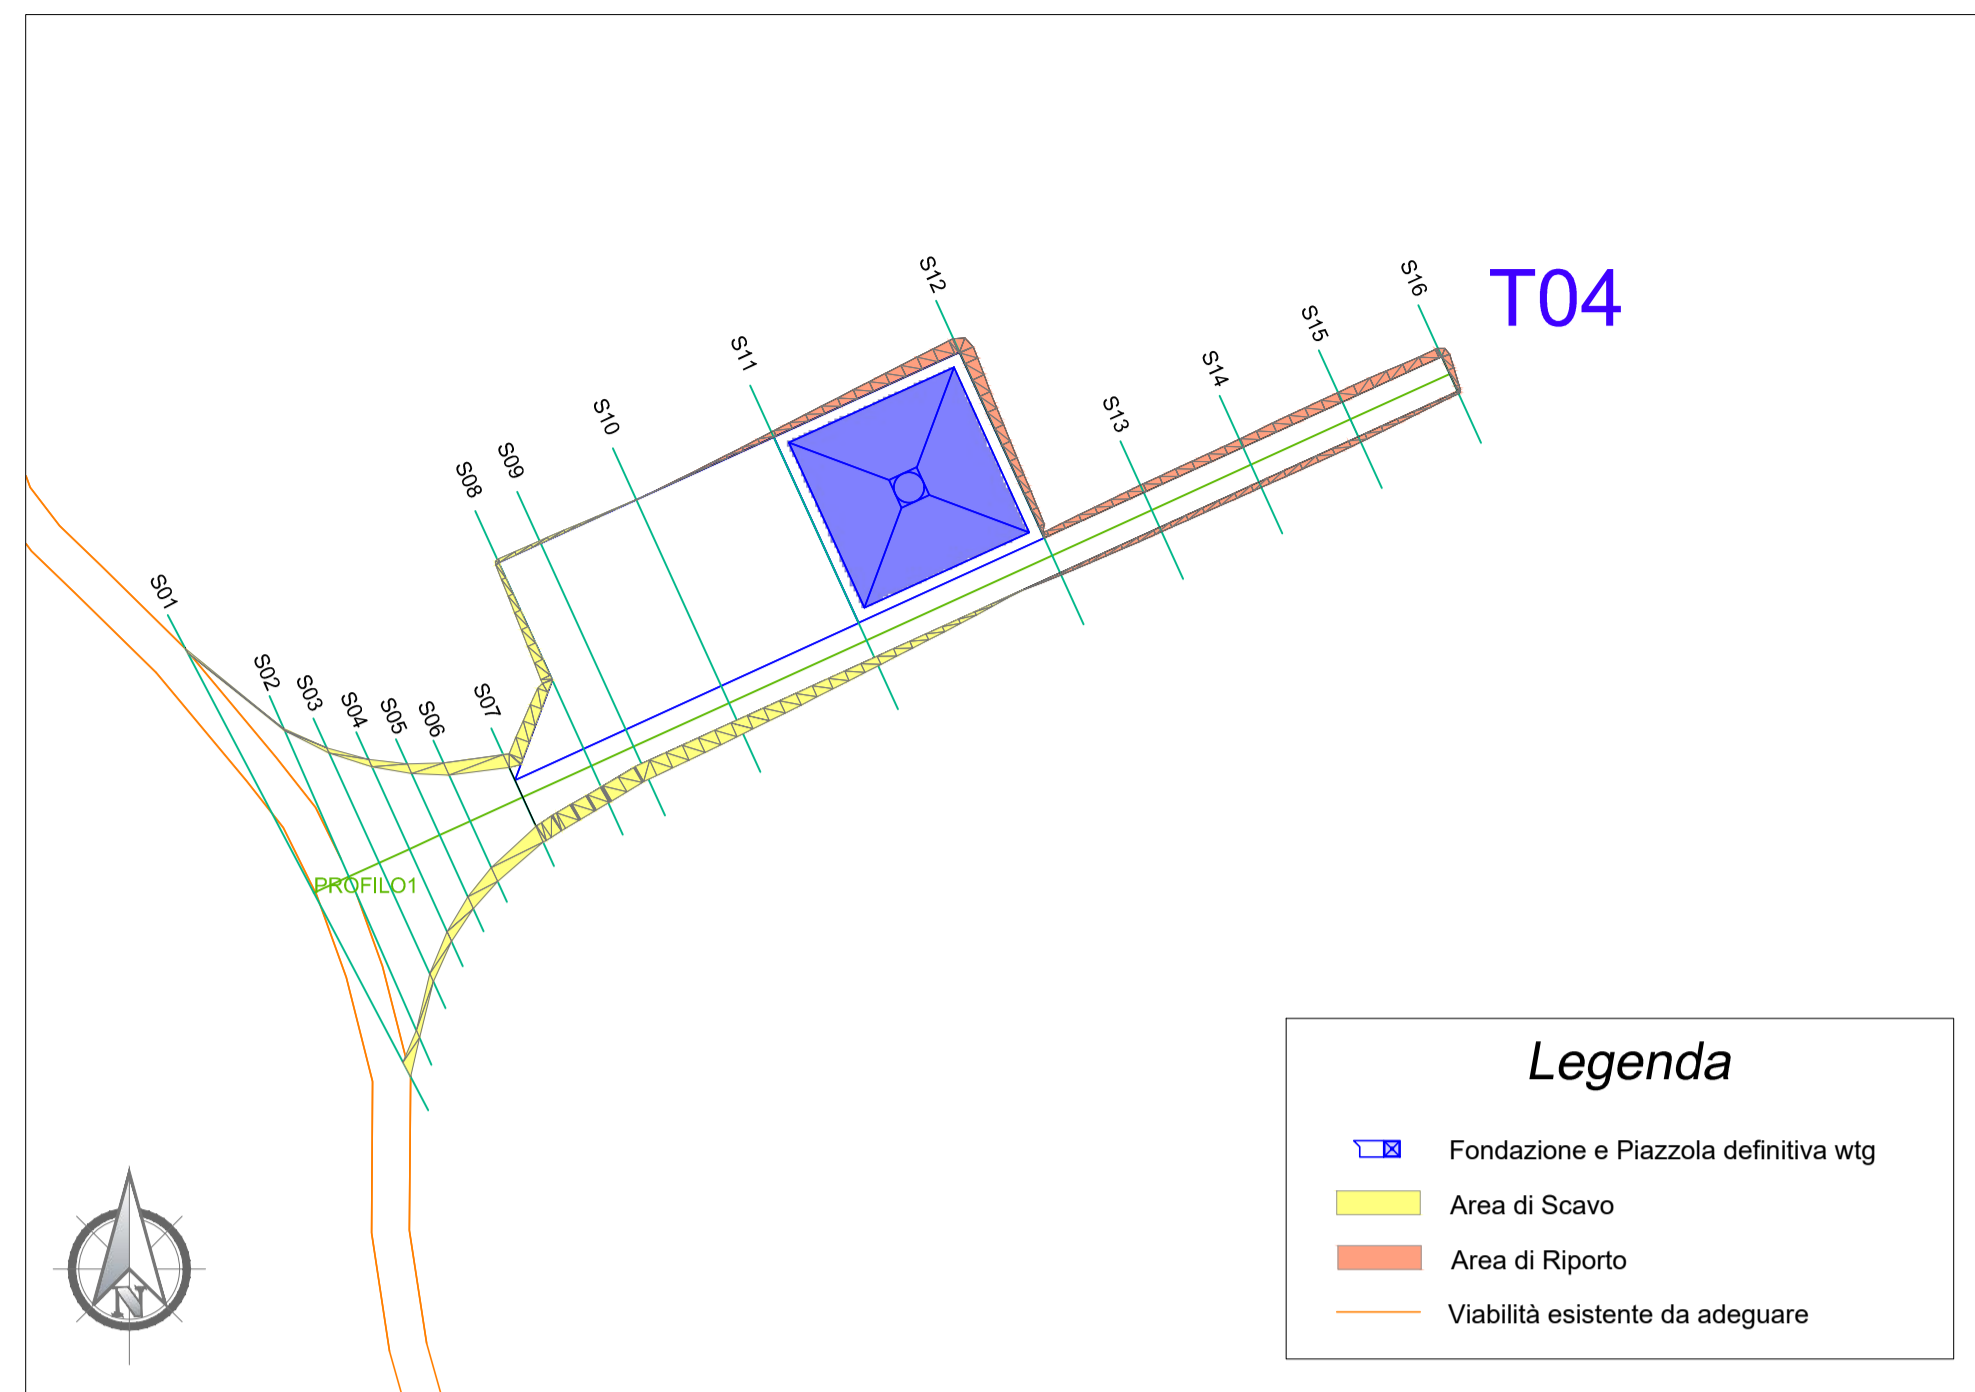 T04
S01
S02
S03
S04
S05
S06
S07
S08
S09
S10
S11
S12
S13
S14
S15
S16
PROFILO1
N
Legenda
Fondazione e Piazzola definitiva wtg
Area di Scavo
Area di Riporto
Viabilità esistente da adeguare